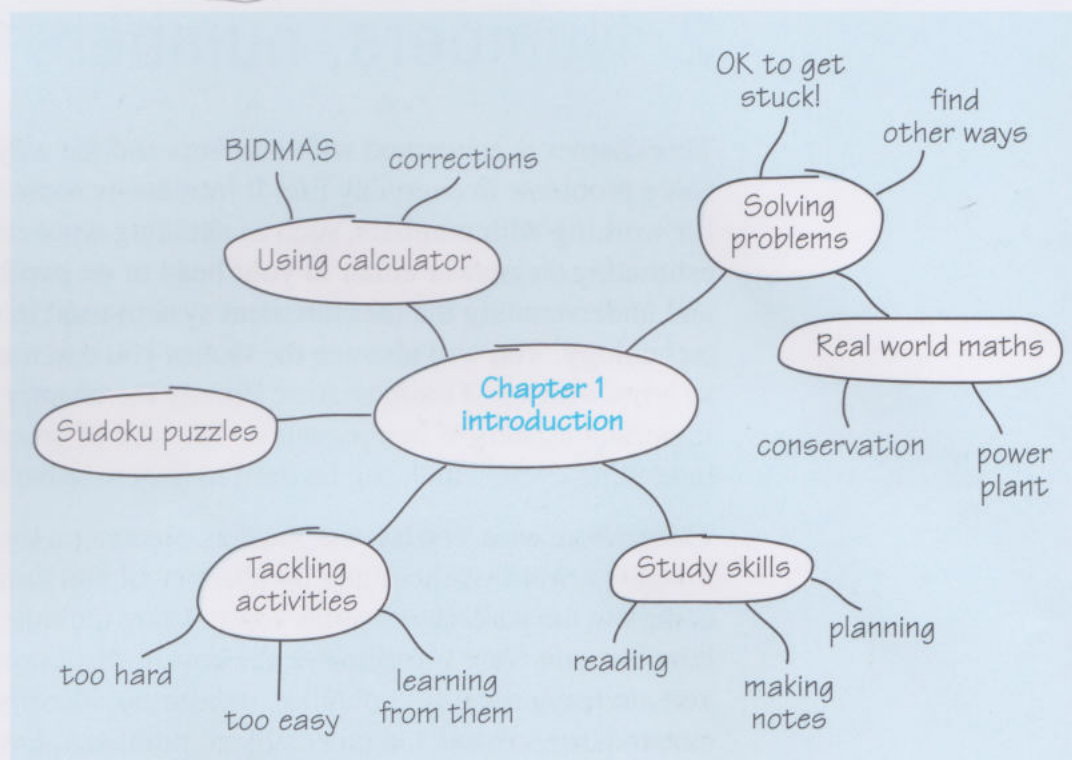 OK to get
stuck!
find
other ways
BIDMAS
corrections
Solving
problems
Using calculator
Real world maths
Chapter 1
introduction
Sudoku puzzles
conservation
power
plant
Tackling
activities
Study skills
planning
too hard
reading
learning
from them
making
notes
too easy